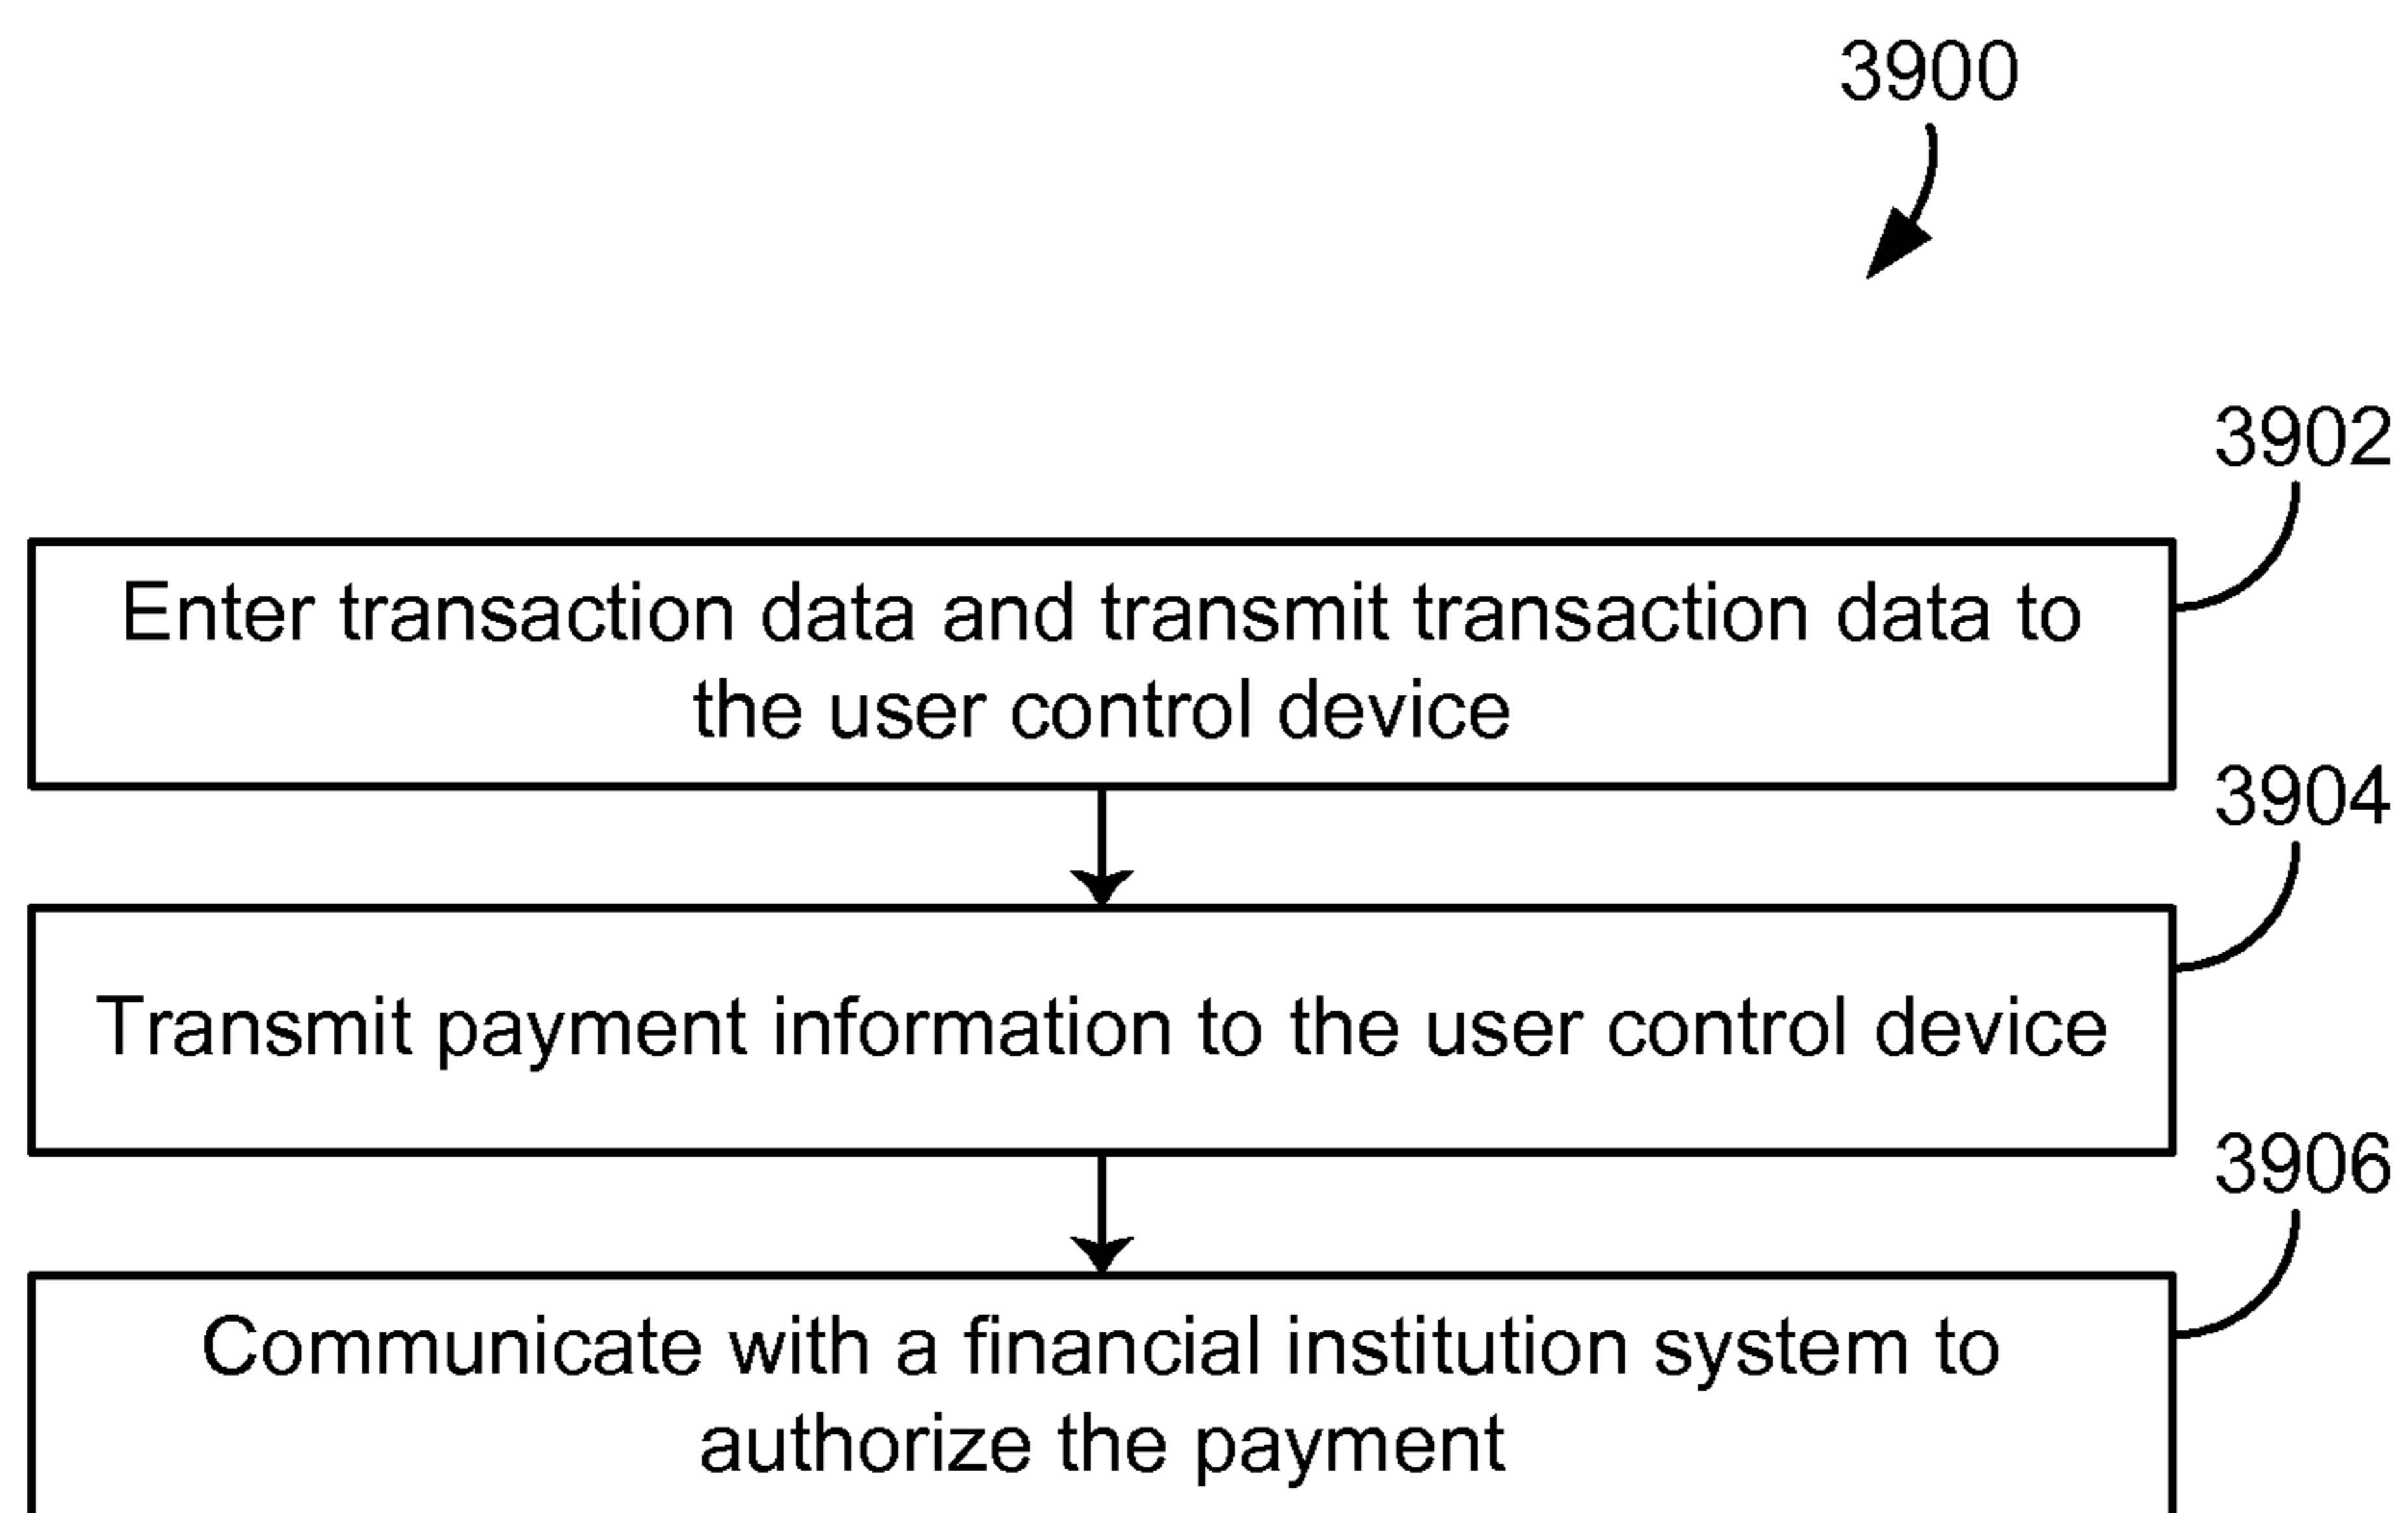 3900
3902
Enter transaction data and transmit transaction data to
the user control device
3904
Transmit payment information to the user control device
3906
Communicate with a financial institution system to
authorize the payment